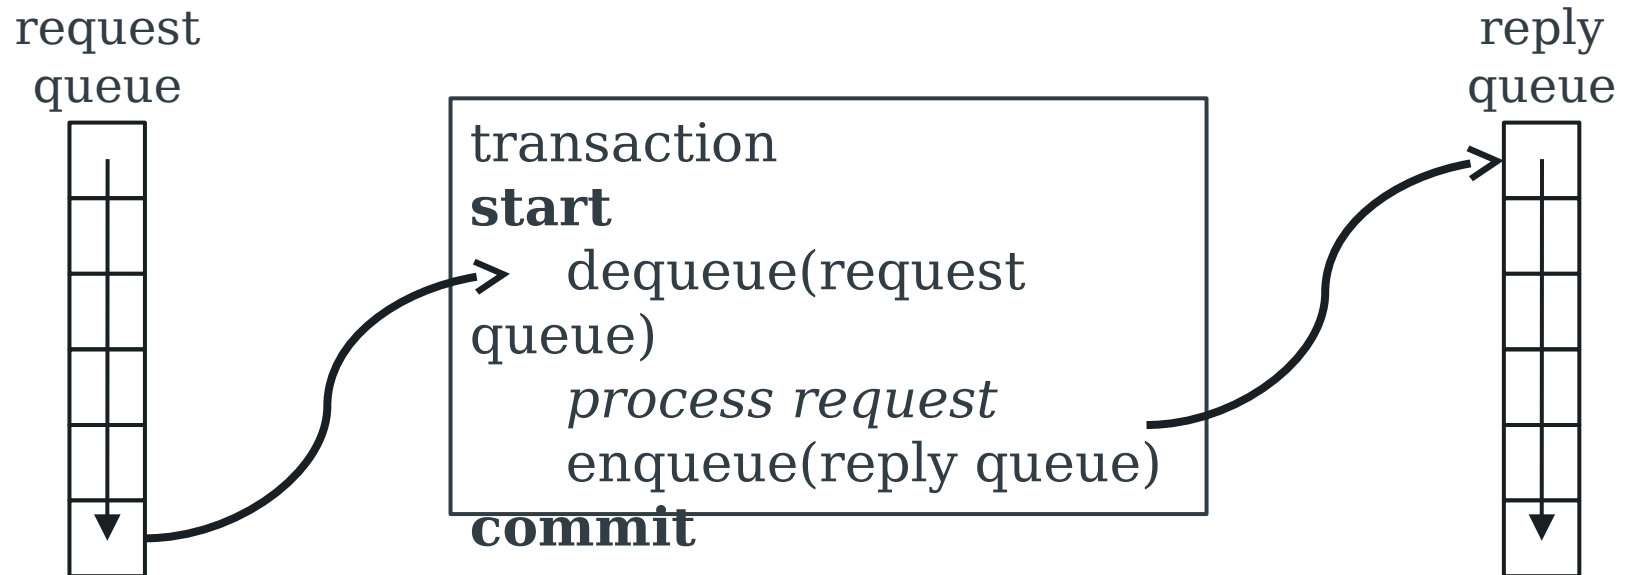 request
queue
transaction
start
dequeue(request
queue)
process request
enqueue(reply queue)
commit
reply
queue